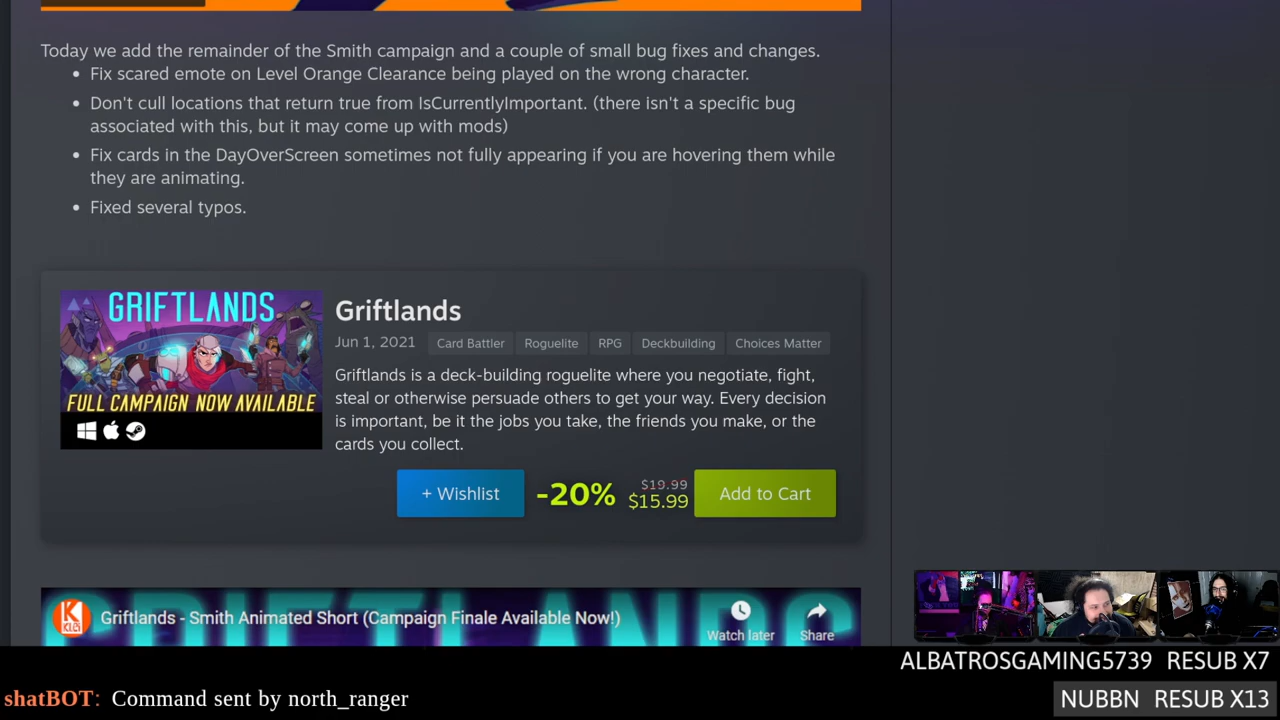 Today we add the remainder of the Smith campaign and a couple of small bug fixes and changes.
• Fix scared emote on Level Orange Clearance being played on the wrong character.
• Don't cull locations that return true from IsCurrentlyImportant. (there isn't a specific bug
associated with this, but it may come up with mods)
• Fix cards in the DayOverScreen sometimes not fully appearing if you are hovering them while
they are animating.
• Fixed several typos.
GRIFTLANDS
FULL CAMPAIGN NOW AVAILABLE
Griftlands
Jun 1, 2021 Card Battler Roguelite RPG Deckbuilding Choices Matter
Griftlands is a deck-building roguelite where you negotiate, fight,
steal or otherwise persuade others to get your way. Every decision
is important, be it the jobs you take, the friends you make, or the
cards you collect.
+ Wishlist -20% $19.99 $15.99 Add to Cart
GRIFTLANDS
K KLEI
Griftlands - Smith Animated Short (Campaign Finale Available Now!)
Watch later Share
ALBATROSGAMING5739 RESUB X7
shatBOT: Command sent by north_ranger
NUBBN RESUB X13